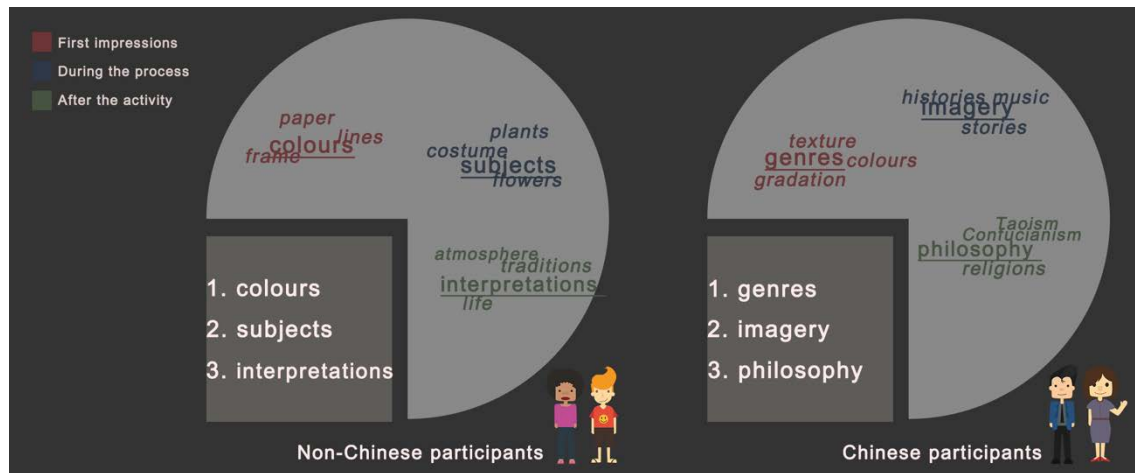 First impressions
During the process
After the activity
paper
lines
colours
frame
plants
costume
subjects
flowers
atmosphere
traditions
interpretations
life
1. colours
2. subjects
3. interpretations
Non-Chinese participants
histories music
imagery
stories
texture
genres colours
gradation
Taoism
Confucianism
philosophy
religions
1. genres
2. imagery
3. philosophy
Chinese participants